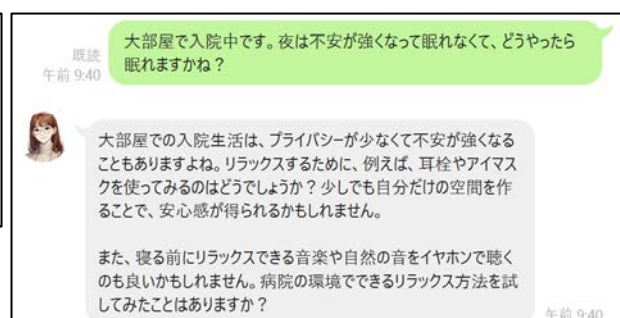 大部屋で入院中です。夜は不安が強くなって眠れなくて、どうやったら
眠れますかね？
既読
午前 9:40
大部屋での入院生活は、プライバシーが少なくて不安が強くなる
こともありますよね。リラックスするために、例えば、耳栓やアイマス
クを使ってみるのはどうでしょうか？少しでも自分だけの空間を作
ることで、安心感が得られるかもしれません。
また、寝る前にリラックスできる音楽や自然の音をイヤホンで聴く
のも良いかもしれません。病院の環境でできるリラックス方法を試
してみたことはありますか？
午前 9:40